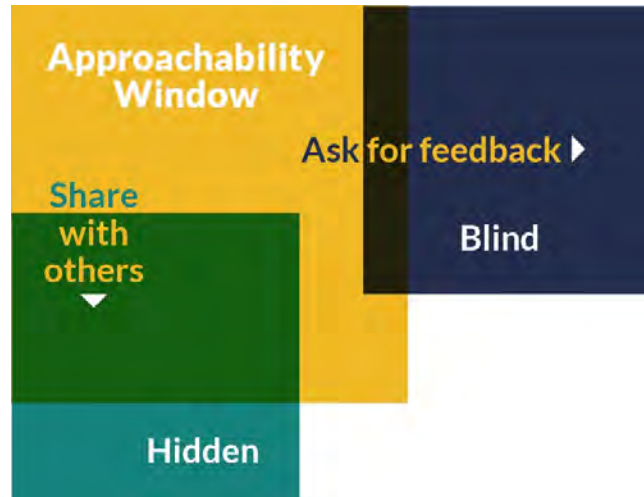 Approachability
Window
Ask for feedback
Share
with
others
Blind
Hidden